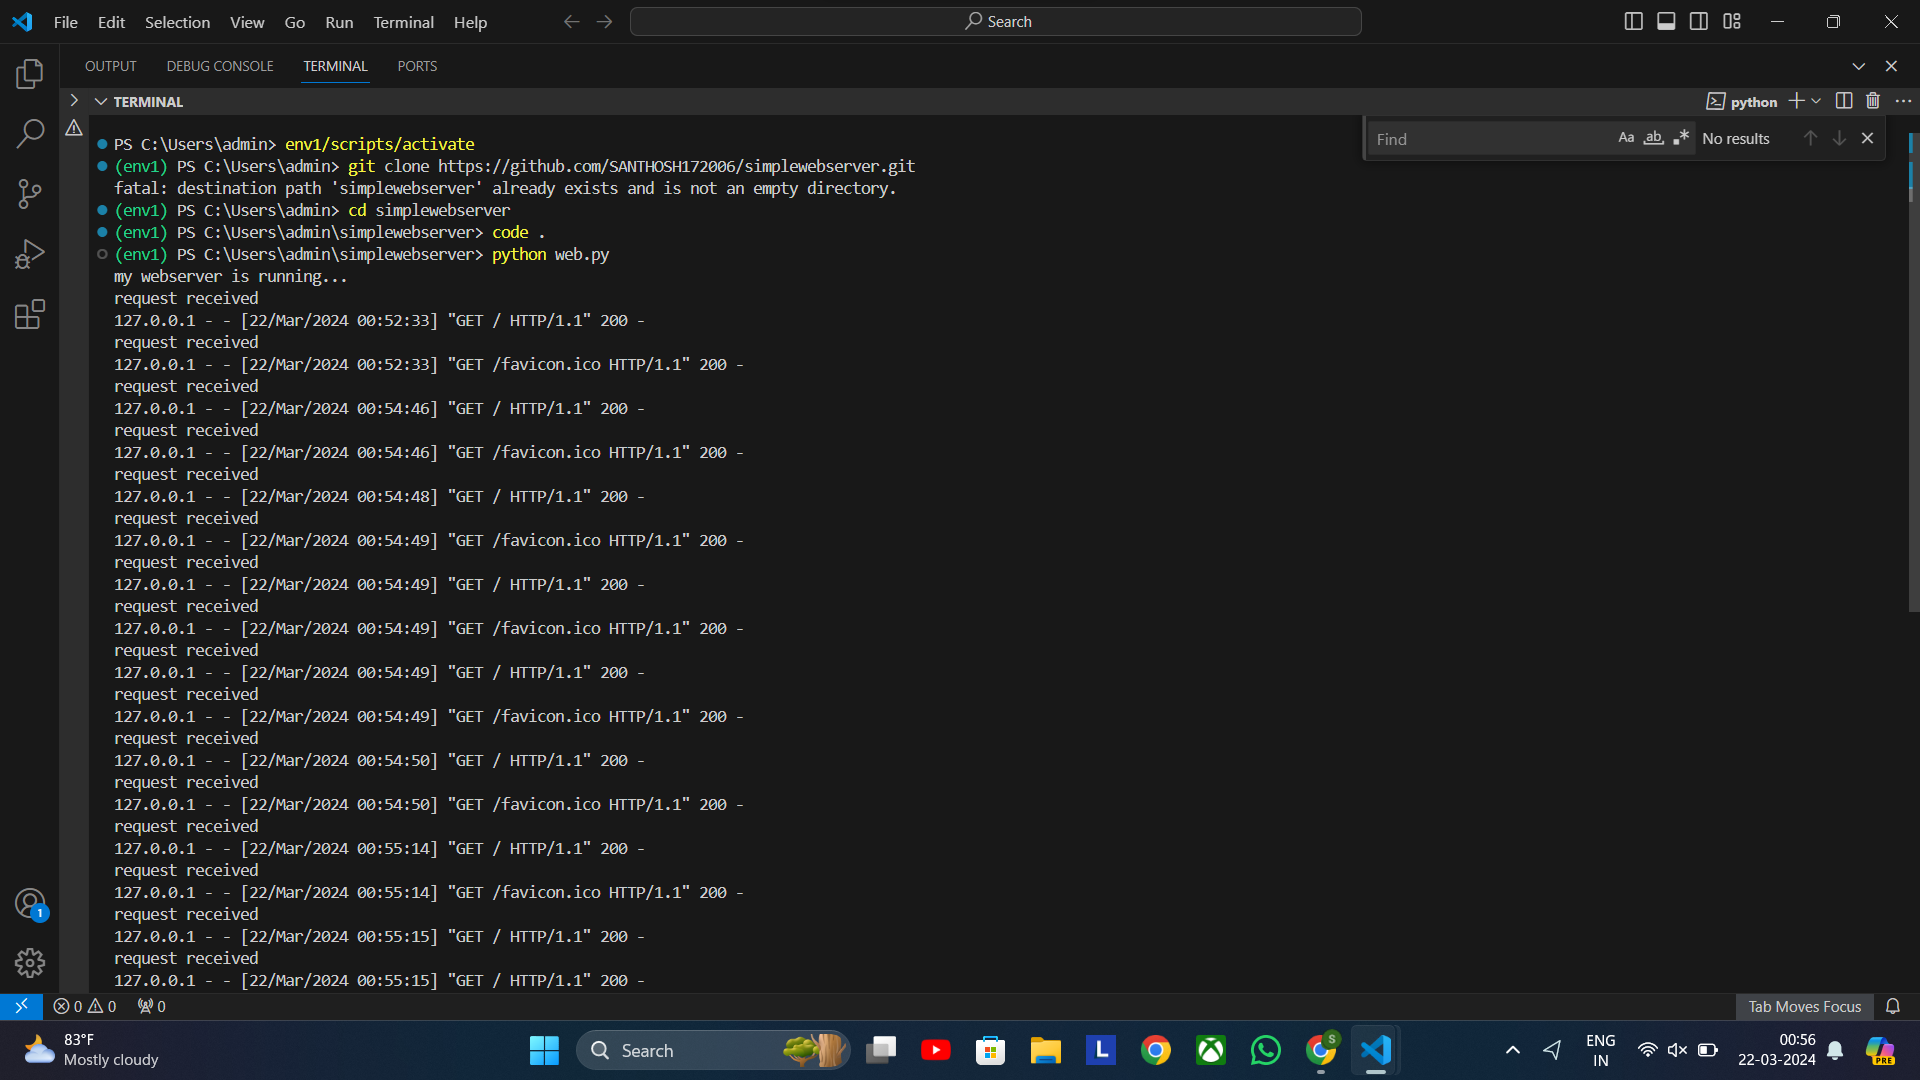 File Edit Selection View Go Run Terminal Help Search
OUTPUT DEBUG CONSOLE TERMINAL PORTS
TERMINAL python
Find Aa ab No results
PS C:\Users\admin> env1/scripts/activate
(env1) PS C:\Users\admin> git clone https://github.com/SANTHOSH172006/simplewebserver.git
fatal: destination path 'simplewebserver' already exists and is not an empty directory.
(env1) PS C:\Users\admin> cd simplewebserver
(env1) PS C:\Users\admin\simplewebserver> code .
(env1) PS C:\Users\admin\simplewebserver> python web.py
my webserver is running...
request received
127.0.0.1 - - [22/Mar/2024 00:52:33] "GET / HTTP/1.1" 200 -
request received
127.0.0.1 - - [22/Mar/2024 00:52:33] "GET /favicon.ico HTTP/1.1" 200 -
request received
127.0.0.1 - - [22/Mar/2024 00:54:46] "GET / HTTP/1.1" 200 -
request received
127.0.0.1 - - [22/Mar/2024 00:54:46] "GET /favicon.ico HTTP/1.1" 200 -
request received
127.0.0.1 - - [22/Mar/2024 00:54:48] "GET / HTTP/1.1" 200 -
request received
127.0.0.1 - - [22/Mar/2024 00:54:49] "GET /favicon.ico HTTP/1.1" 200 -
request received
127.0.0.1 - - [22/Mar/2024 00:54:49] "GET / HTTP/1.1" 200 -
request received
127.0.0.1 - - [22/Mar/2024 00:54:49] "GET /favicon.ico HTTP/1.1" 200 -
request received
127.0.0.1 - - [22/Mar/2024 00:54:49] "GET / HTTP/1.1" 200 -
request received
127.0.0.1 - - [22/Mar/2024 00:54:49] "GET /favicon.ico HTTP/1.1" 200 -
request received
127.0.0.1 - - [22/Mar/2024 00:54:50] "GET / HTTP/1.1" 200 -
request received
127.0.0.1 - - [22/Mar/2024 00:54:50] "GET /favicon.ico HTTP/1.1" 200 -
request received
127.0.0.1 - - [22/Mar/2024 00:55:14] "GET / HTTP/1.1" 200 -
request received
127.0.0.1 - - [22/Mar/2024 00:55:14] "GET /favicon.ico HTTP/1.1" 200 -
request received
127.0.0.1 - - [22/Mar/2024 00:55:15] "GET / HTTP/1.1" 200 -
request received
127.0.0.1 - - [22/Mar/2024 00:55:15] "GET / HTTP/1.1" 200 -
1
0 0 0 Tab Moves Focus
83°F
Mostly cloudy
Search
L
S
ENG
IN
00:56
22-03-2024
PRE